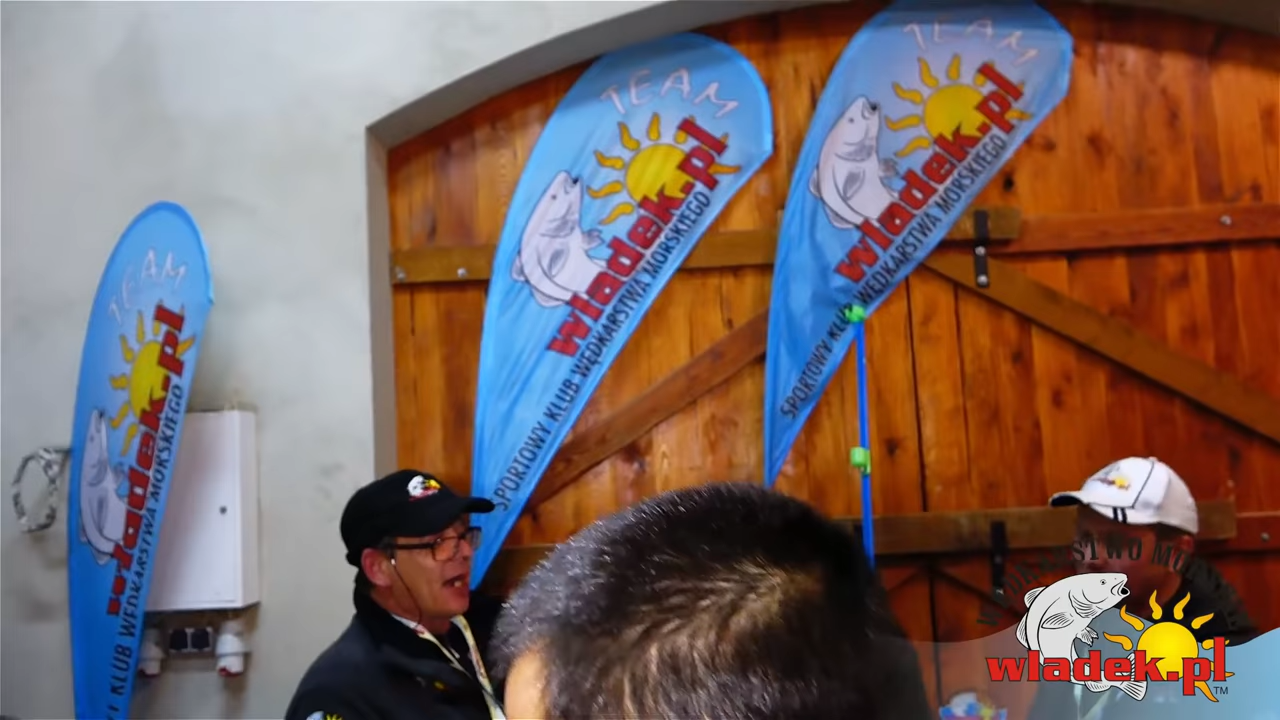 TEAM
wladek.pl
SPORTOWY KLUB WĘDKARSTWA MORSKIEGO
TEAM
wladek.pl
SPORTOWY KLUB WĘDKARSTWA MORSKIEGO
TEAM
wladek.pl
KLUB WĘDKARSTWA MORSKIEGO
wladek.pl
TM